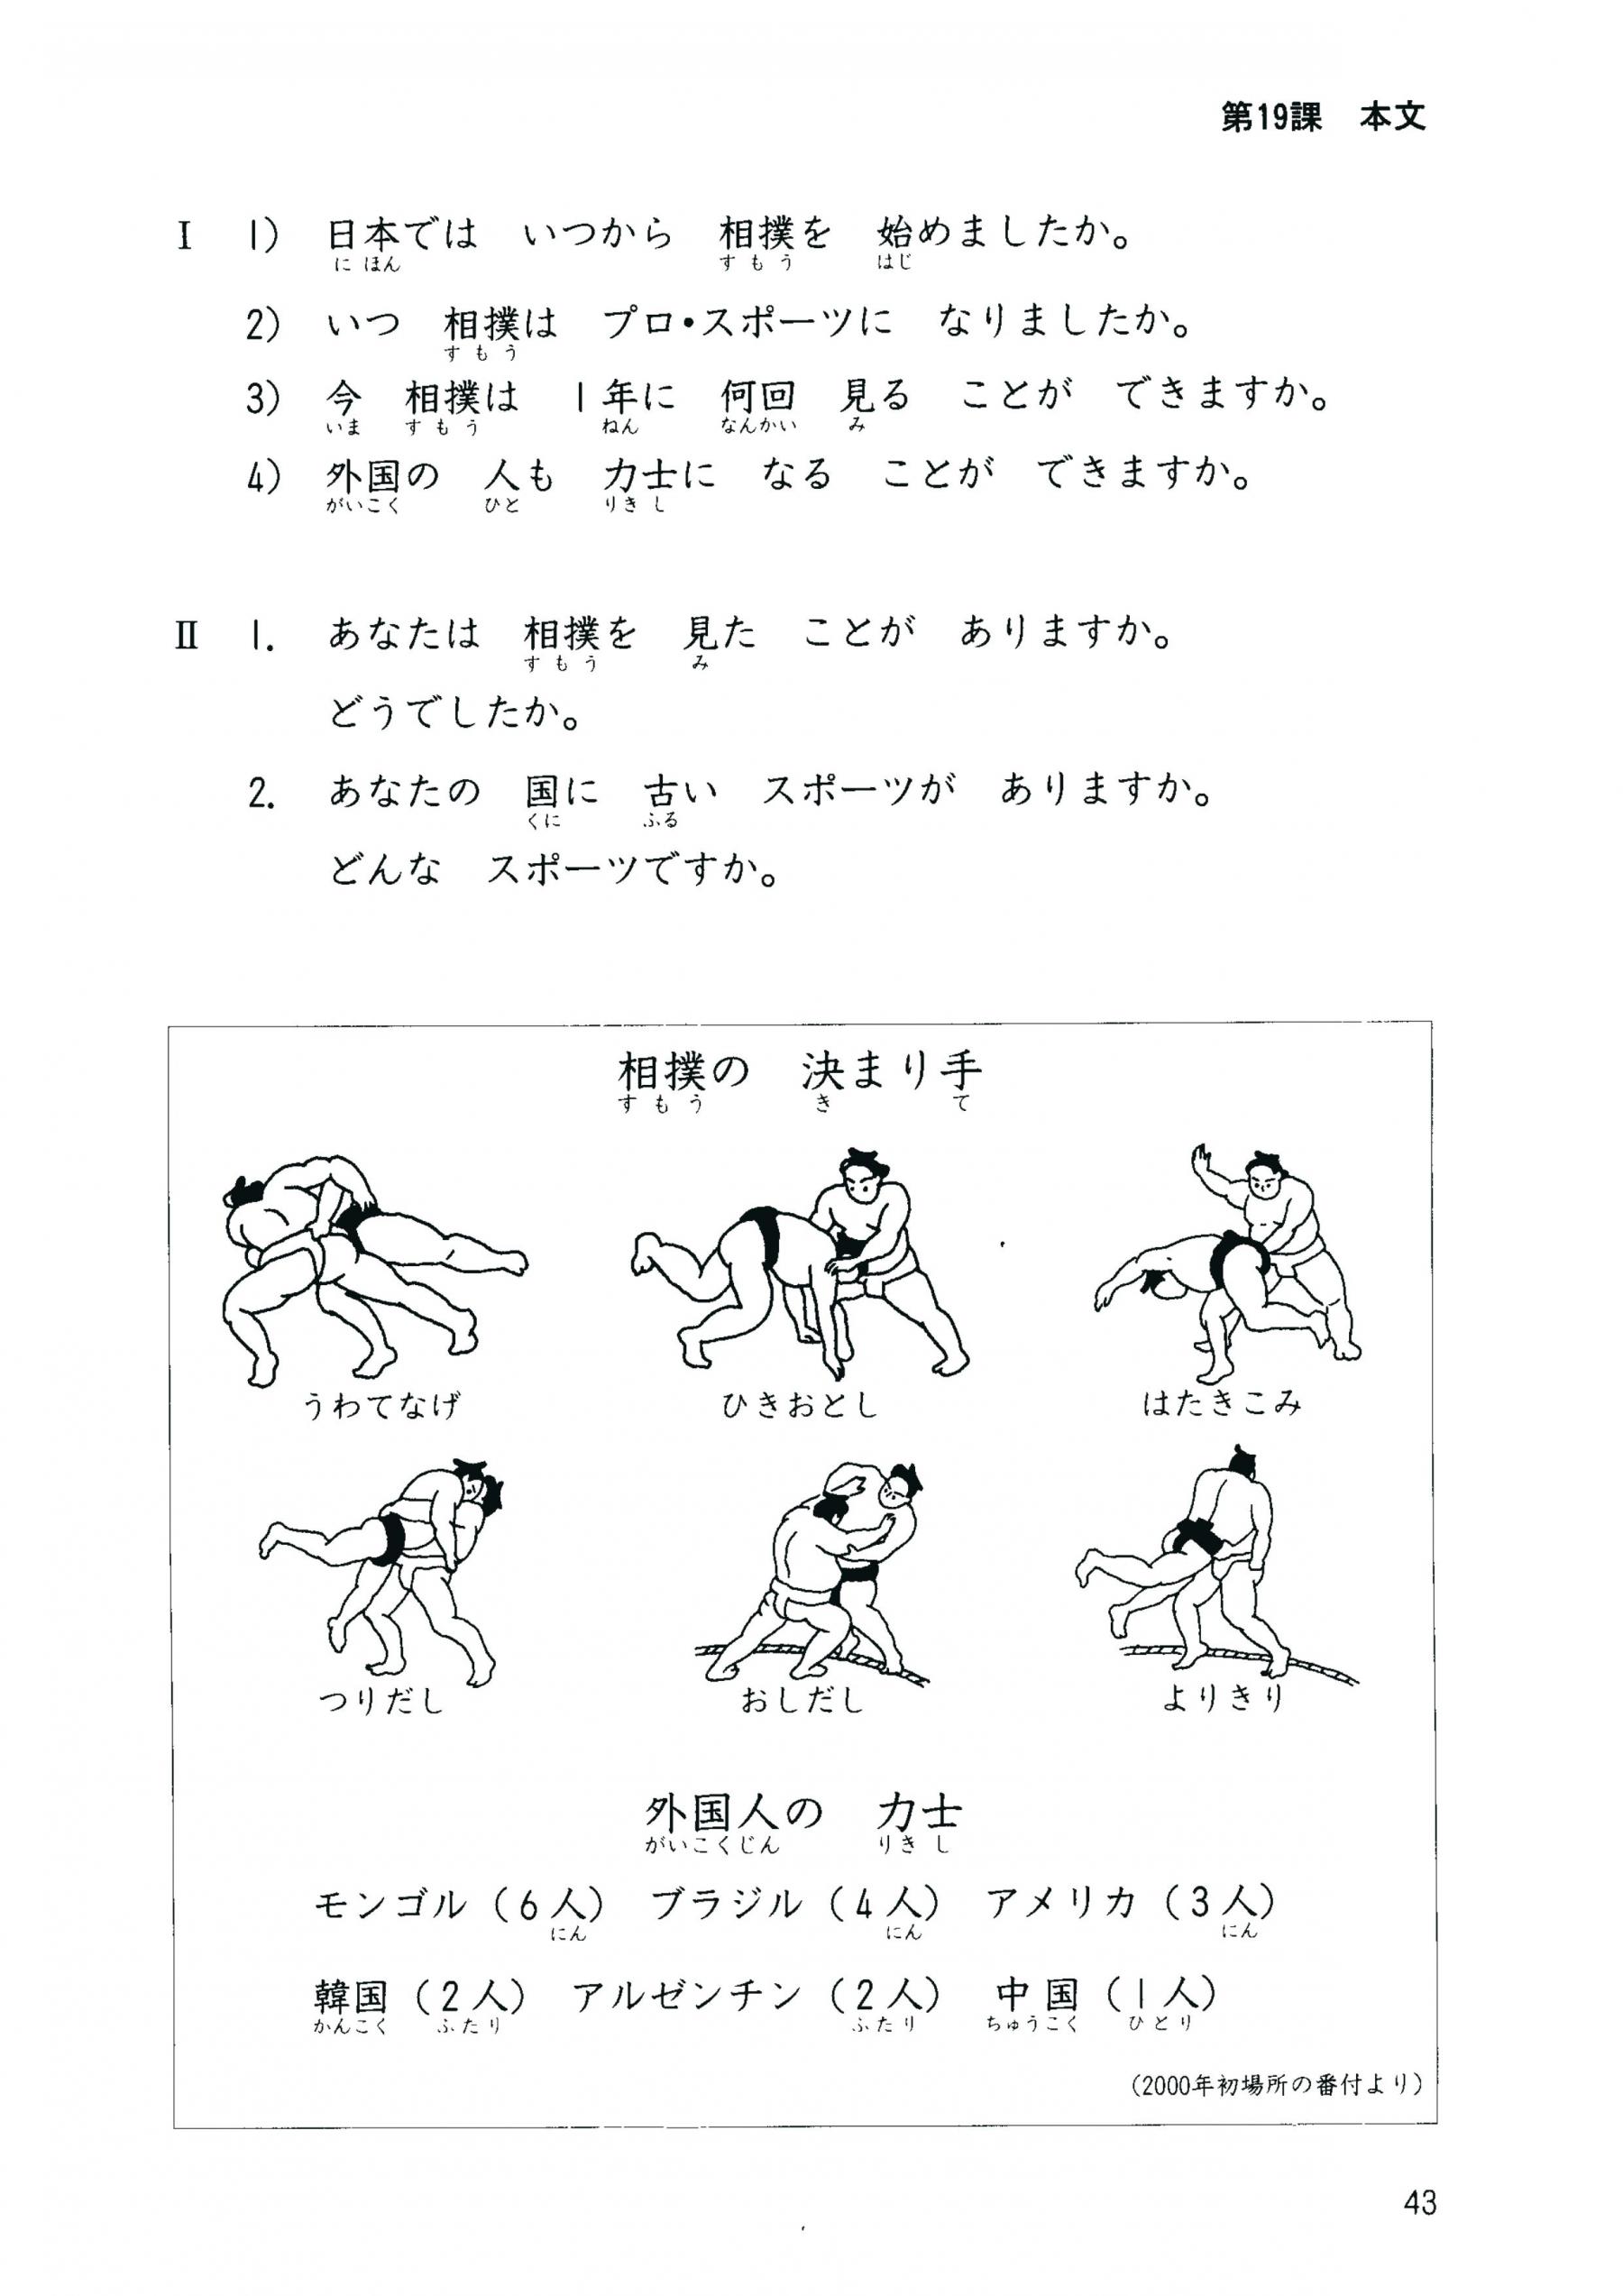 第19課　本文
Ⅰ　1)　日本では　いつから　相撲を　始めましたか。
にほん　すもう　はじ
2)　いつ　相撲は　プロ・スポーツに　なりましたか。
すもう
3)　今　相撲は　1年に　何回　見る　ことが　できますか。
いま　すもう　ねん　なんかい　み
4)　外国の　人も　力士に　なる　ことが　できますか。
がいこく　ひと　りきし
Ⅱ　1.　あなたは　相撲を　見た　ことが　ありますか。
すもう　み
どうでしたか。
2.　あなたの　国に　古い　スポーツが　ありますか。
くに　ふる
どんな　スポーツですか。
相撲の　決まり手
すもう　き　て
うわてなげ　ひきおとし　はたきこみ
つりだし　おしだし　よりきり
外国人の　力士
がいこくじん　りきし
モンゴル（6人）　ブラジル（4人）　アメリカ（3人）
にん　にん　にん
韓国（2人）　アルゼンチン（2人）　中国（1人）
かんこく　ふたり　ふたり　ちゅうごく　ひとり
（2000年初場所の番付より）
43